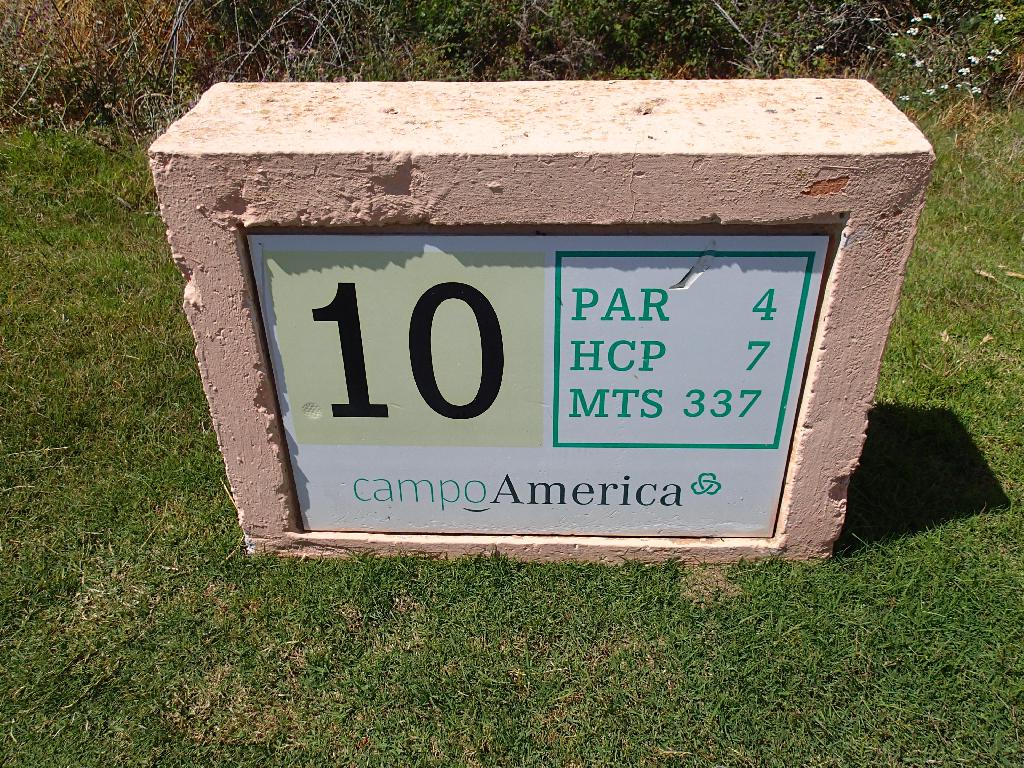 10
PAR 4
HCP 7
MTS 337
campoAmerica